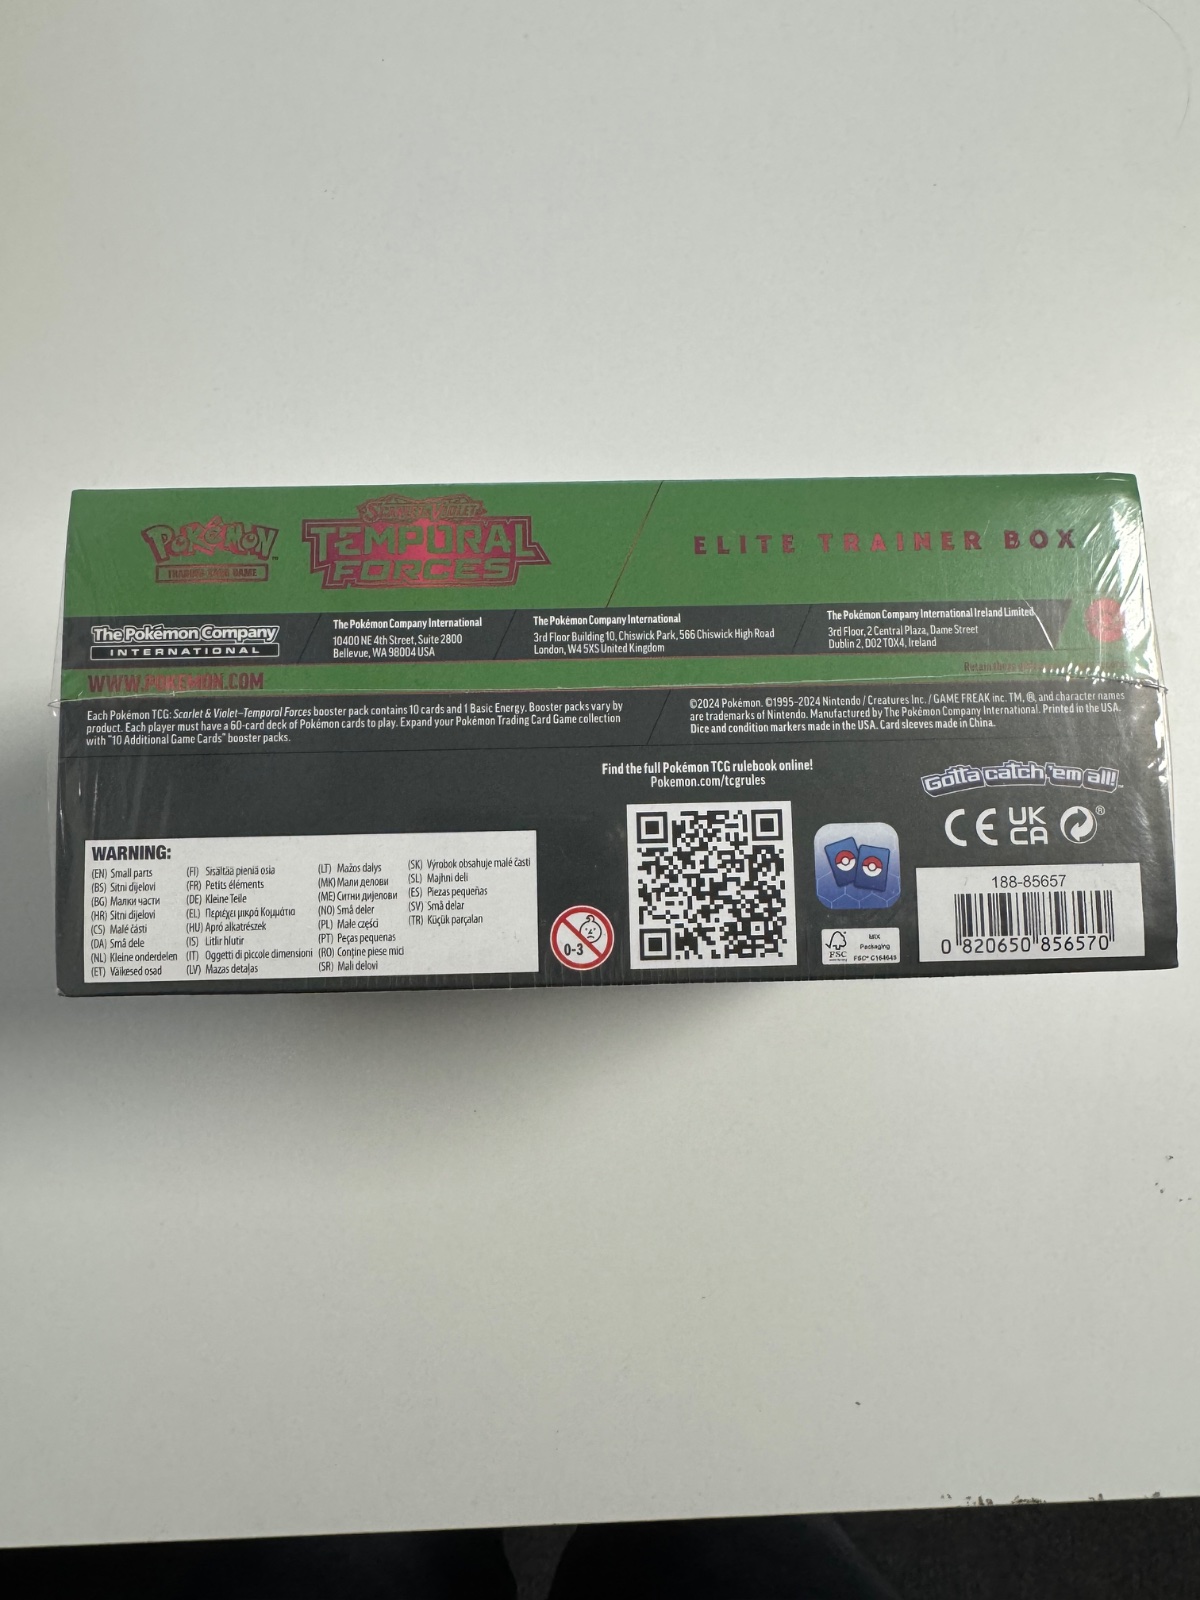 POKéMON™
TRADING CARD GAME
SCARLET & VIOLET
TEMPORAL
FORCES
ELITE TRAINER BOX
The Pokémon Company
INTERNATIONAL
The Pokémon Company International
10400 NE 4th Street, Suite 2800
Bellevue, WA 98004 USA
The Pokémon Company International
3rd Floor Building 10, Chiswick Park, 566 Chiswick High Road
London, W4 5XS United Kingdom
The Pokémon Company International Ireland Limited
3rd Floor, 2 Central Plaza, Dame Street
Dublin 2, D02 T0X4, Ireland
WWW.POKEMON.COM
Retain
Each Pokémon TCG: Scarlet & Violet–Temporal Forces booster pack contains 10 cards and 1 Basic Energy. Booster packs vary by
product. Each player must have a 60-card deck of Pokémon cards to play. Expand your Pokémon Trading Card Game collection
with "10 Additional Game Cards" booster packs.
©2024 Pokémon. ©1995–2024 Nintendo / Creatures Inc. / GAME FREAK inc. TM, ®, and character names
are trademarks of Nintendo. Manufactured by The Pokémon Company International. Printed in the USA.
Dice and condition markers made in the USA. Card sleeves made in China.
Find the full Pokémon TCG rulebook online!
Pokemon.com/tcgrules
Gotta catch 'em all!™
CE UK
CA ®
WARNING:
(EN) Small parts
(BS) Sitni dijelovi
(BG) Малки части
(HR) Sitni dijelovi
(CS) Malé části
(DA) Små dele
(NL) Kleine onderdelen
(ET) Väikesed osad
(FI) Sisältää pieniä osia
(FR) Petits éléments
(DE) Kleine Teile
(EL) Περιέχει μικρά Κομμάτια
(HU) Apró alkatrészek
(IS) Litlir hlutir
(IT) Oggetti di piccole dimensioni
(LV) Mazas detaļas
(LT) Mažos dalys
(MK) Мали делови
(ME) Ситни дијелови
(NO) Små deler
(PL) Małe części
(PT) Peças pequenas
(RO) Conține piese mici
(SR) Mali delovi
(SK) Výrobok obsahuje malé časti
(SL) Majhni deli
(ES) Piezas pequeñas
(SV) Små delar
(TR) Küçük parçaları
0-3
FSC
MIX
Packaging
FSC® C164643
188-85657
0 820650 856570